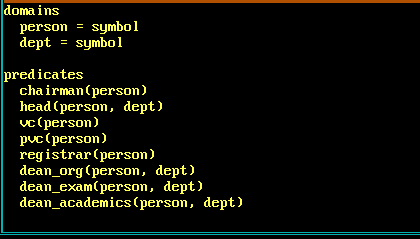 domains
person = symbol
dept = symbol
predicates
chairman(person)
head(person, dept)
vc(person)
pvc(person)
registrar(person)
dean_org(person, dept)
dean_exam(person, dept)
dean_academics(person, dept)